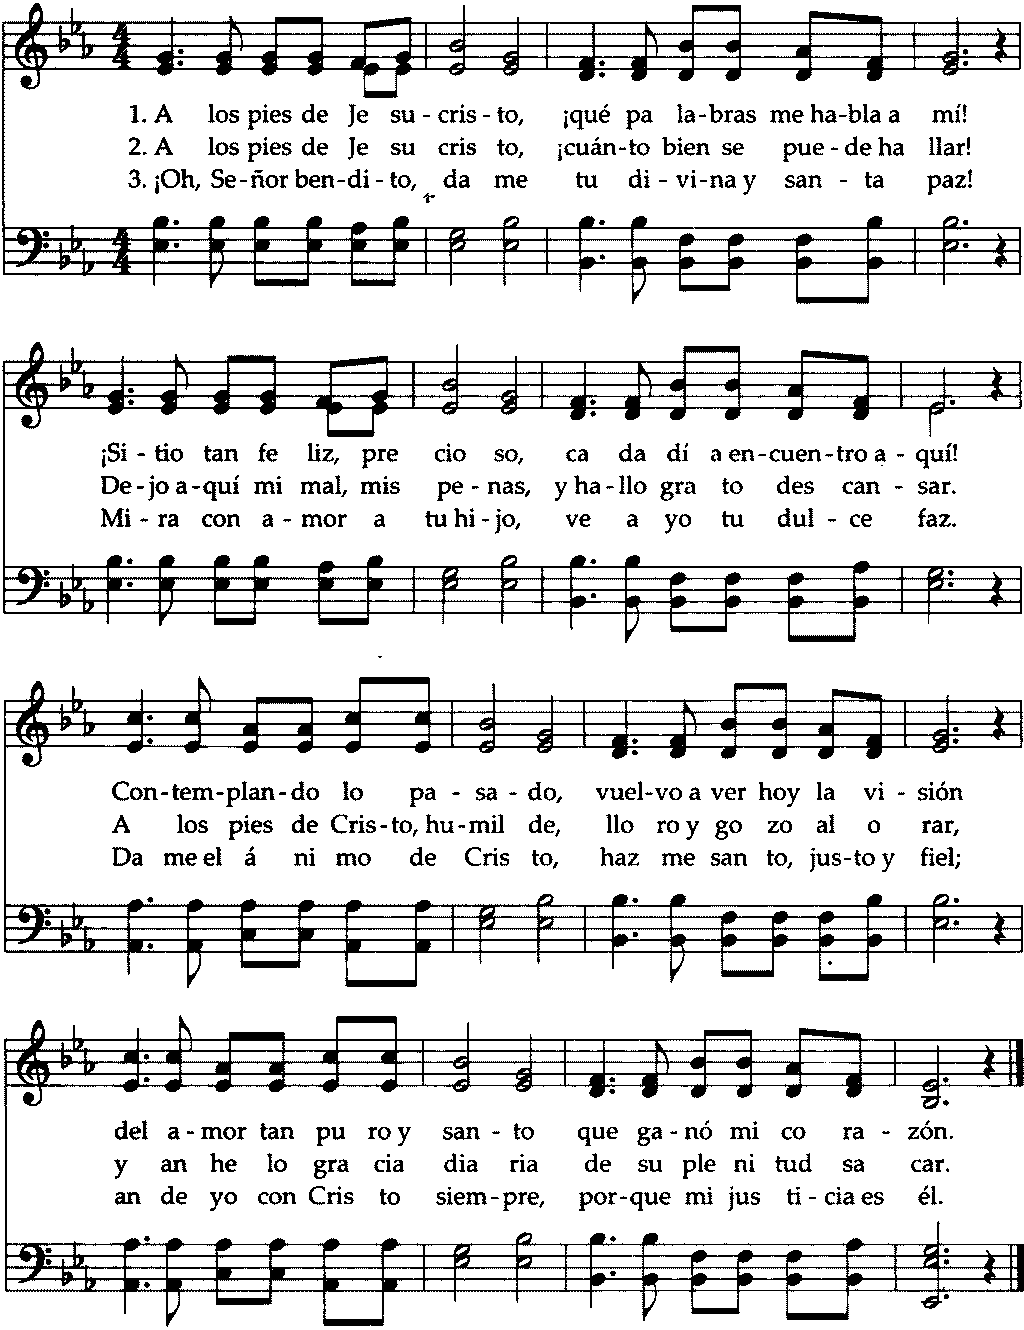 1. A los pies de Je su - cris - to, ¡qué pa la - bras me ha - bla a mí!
2. A los pies de Je su cris to, ¡cuán - to bien se pue - de ha llar!
3. ¡Oh, Se - ñor ben - di - to, da me tu di - vi - na y san - ta paz!
¡Si - tio tan fe liz, pre cio so, ca da dí a en - cuen - tro a - quí!
De - jo a - quí mi mal, mis pe - nas, y ha - llo gra to des can - sar.
Mi - ra con a - mor a tu hi - jo, ve a yo tu dul - ce faz.
Con - tem - plan - do lo pa - sa - do, vuel - vo a ver hoy la vi - sión
A los pies de Cris - to, hu - mil de, llo ro y go zo al o rar,
Da me el á ni mo de Cris to, haz me san to, jus - to y fiel;
del a - mor tan pu ro y san - to que ga - nó mi co ra - zón.
y an he lo gra cia dia ria de su ple ni tud sa car.
an de yo con Cris to siem - pre, por - que mi jus ti - cia es él.